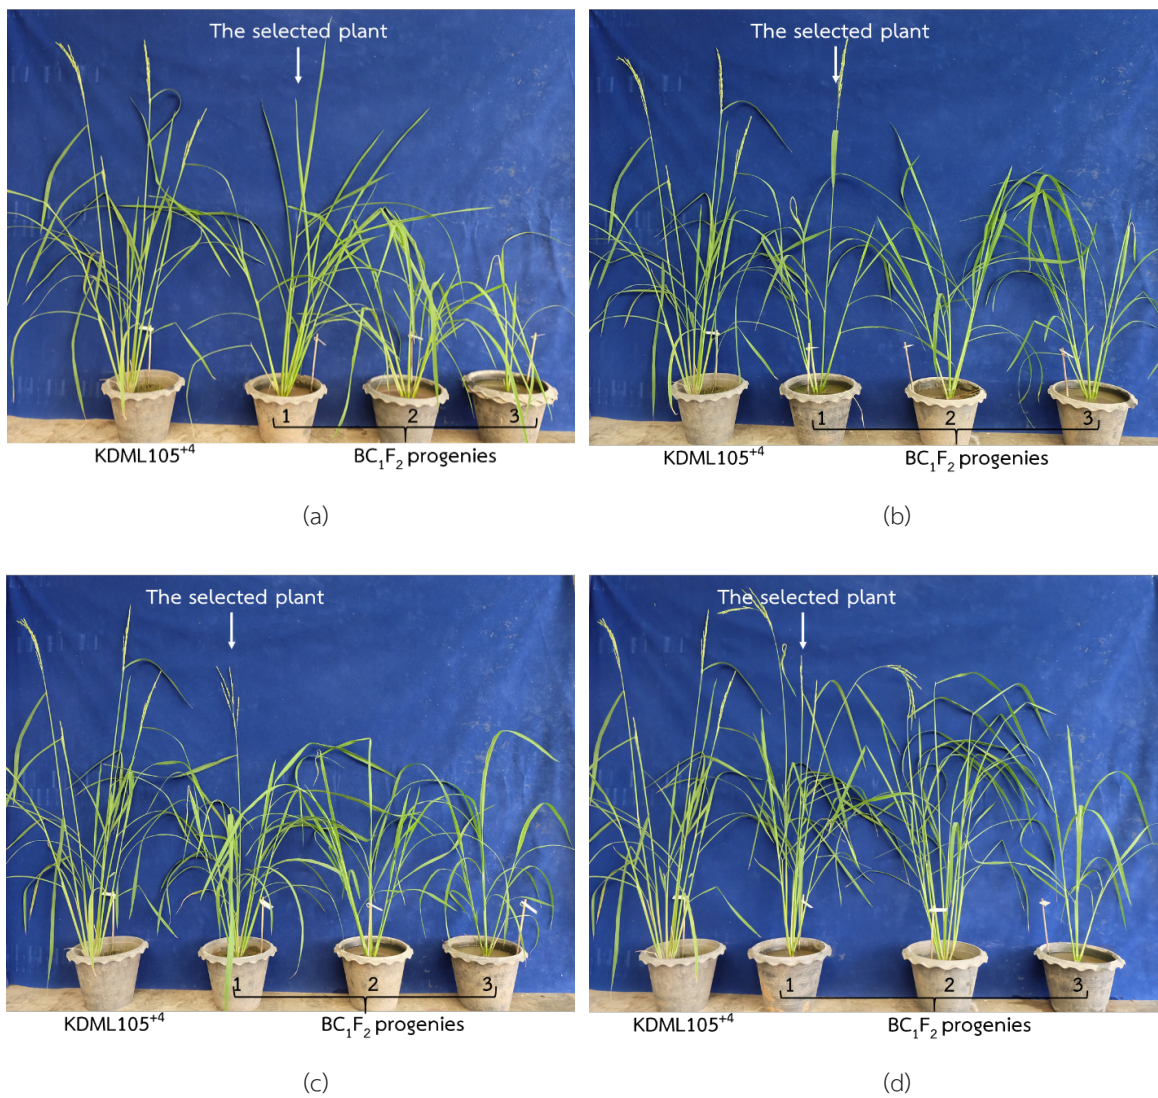 The selected plant
1 2 3
KDML105⁺⁴ BC₁F₂ progenies
(a)
The selected plant
1 2 3
KDML105⁺⁴ BC₁F₂ progenies
(b)
The selected plant
1 2 3
KDML105⁺⁴ BC₁F₂ progenies
(c)
The selected plant
1 2 3
KDML105⁺⁴ BC₁F₂ progenies
(d)